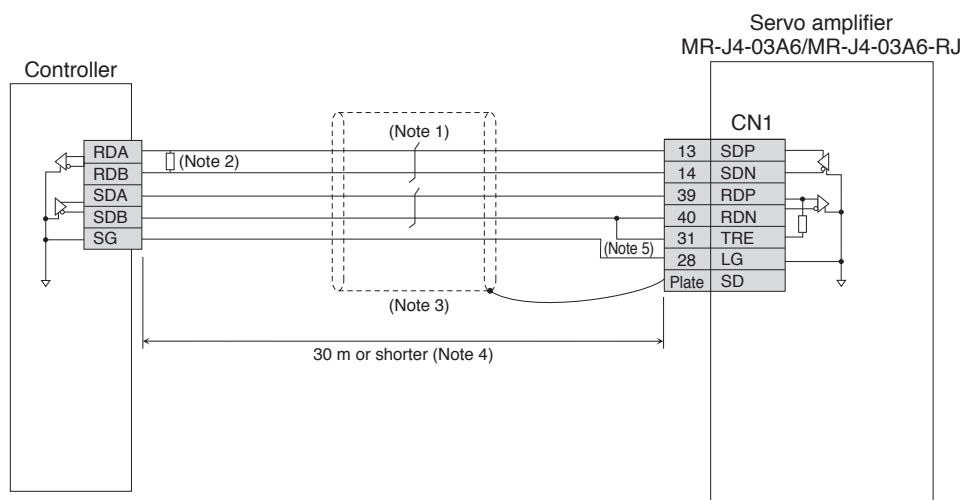 Servo amplifier
MR-J4-03A6/MR-J4-03A6-RJ
Controller
CN1
(Note 1)
RDA
(Note 2)
13 SDP
RDB
14 SDN
SDA
39 RDP
SDB
40 RDN
SG
31 TRE
(Note 5)
28 LG
Plate SD
(Note 3)
30 m or shorter (Note 4)